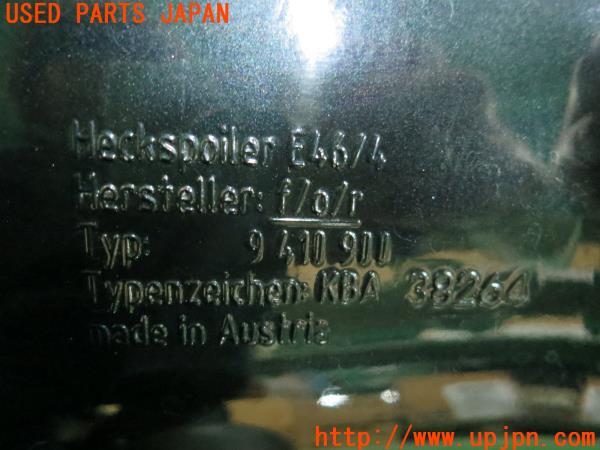 USED PARTS JAPAN
Heckspoiler E46/4
Hersteller: f/o/r
Typ: 9 410 900
Typenzeichen: KBA 38264
made in Austria
http://www.upjpn.com/